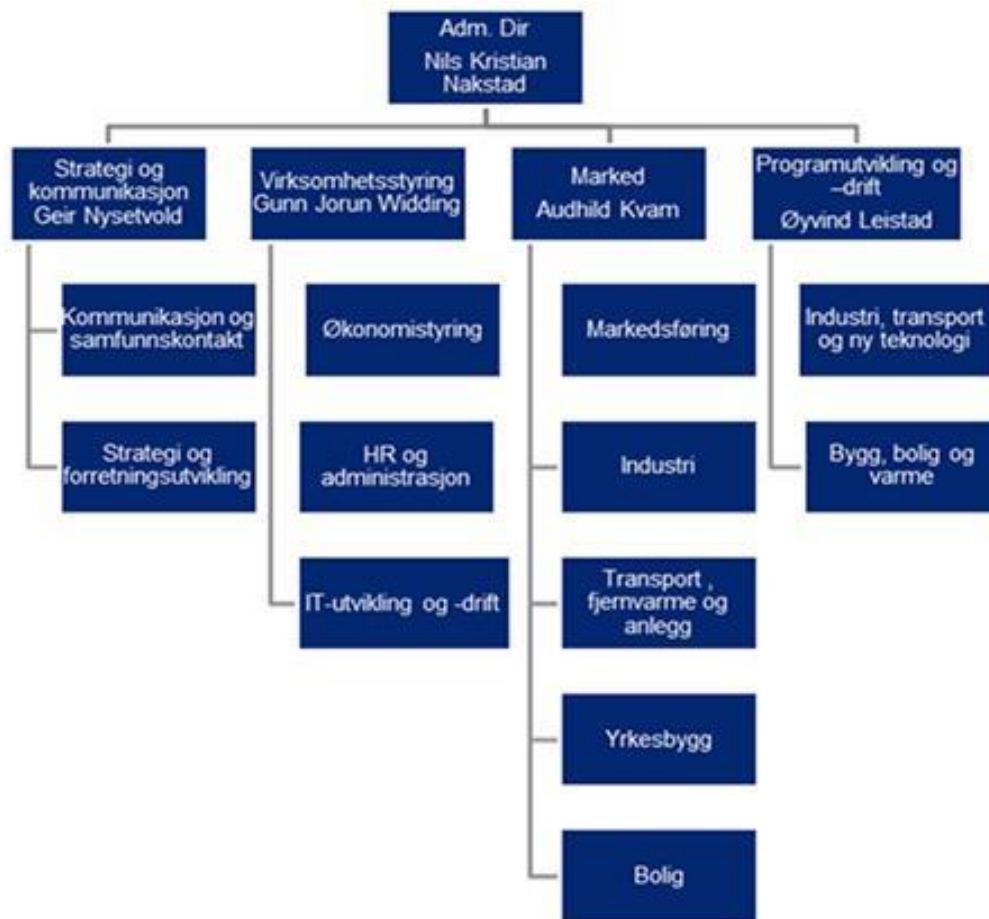 Adm. Dir
Nils Kristian
Nakstad
Strategi og
kommunikasjon
Geir Nysetvold
Virksomhetsstyring
Gunn Jorun Widding
Marked
Audhild Kvam
Programutvikling og
–drift
Øyvind Leistad
Kommunikasjon og
samfunnskontakt
Økonomistyring
Markedsføring
Industri, transport
og ny teknologi
Strategi og
forretningsutvikling
HR og
administrasjon
Industri
Bygg, bolig og
varme
IT-utvikling og -drift
Transport ,
fjernvarme og
anlegg
Yrkesbygg
Bolig